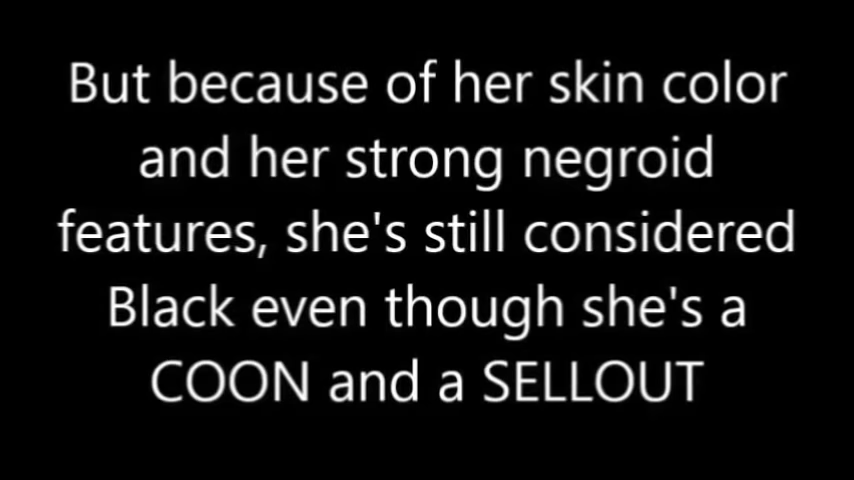 But because of her skin color
and her strong negroid
features, she's still considered
Black even though she's a
COON and a SELLOUT